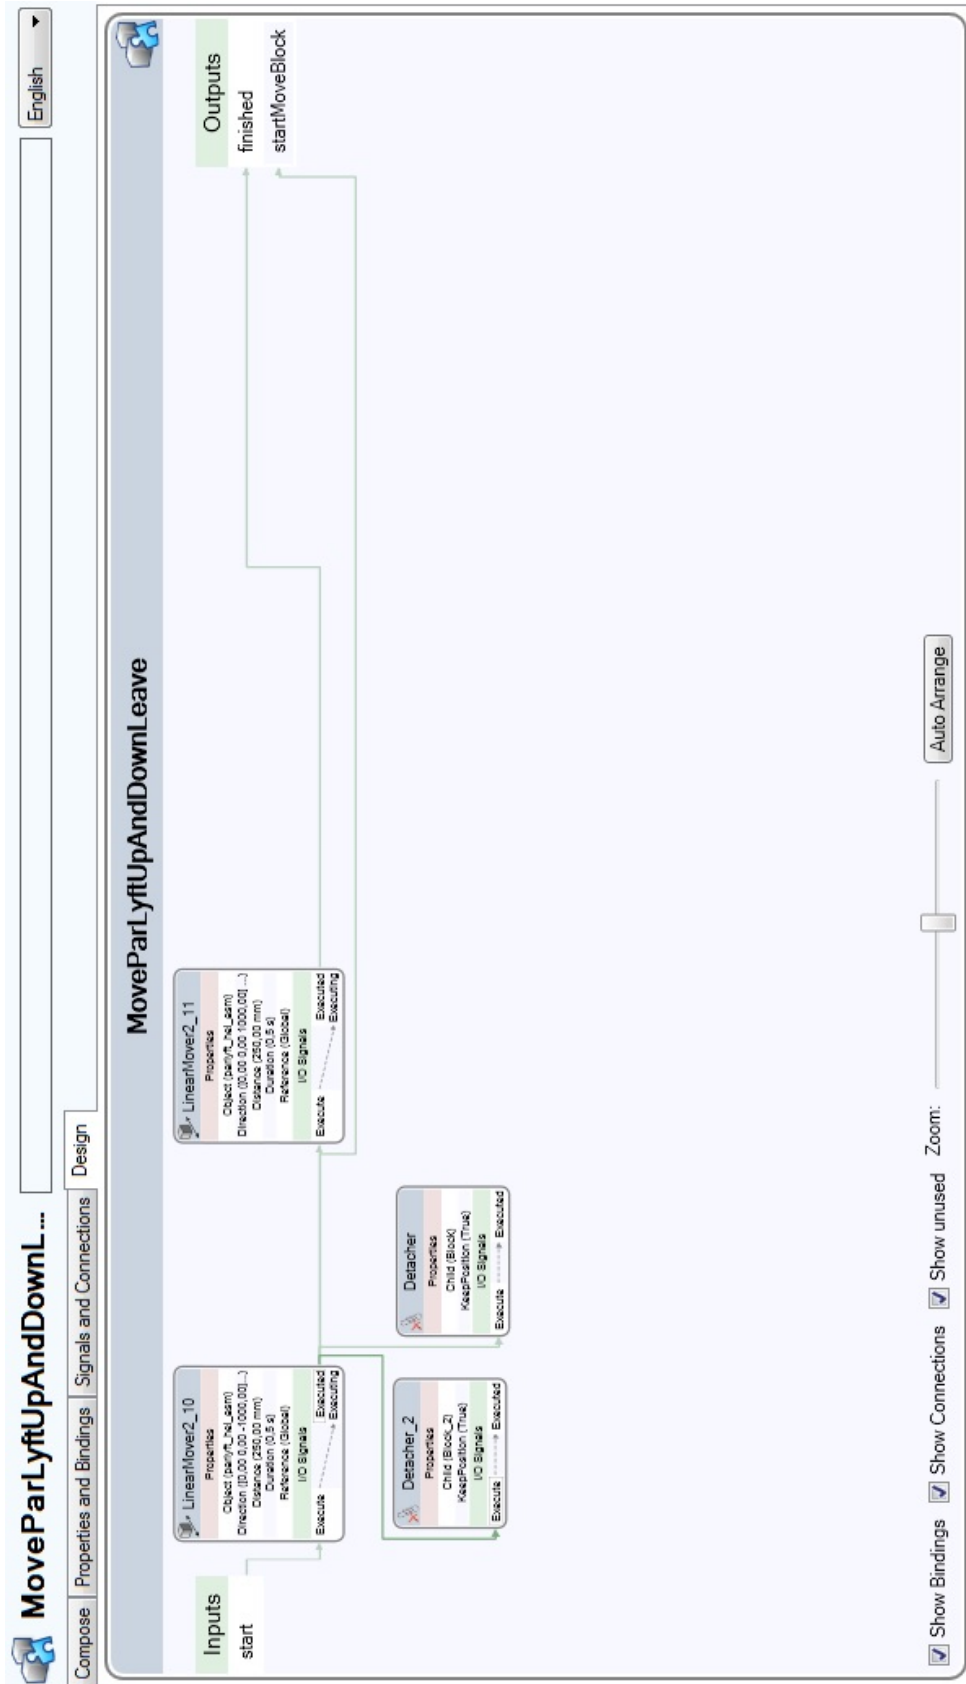 MoveParLyftUpAndDownL...
English
Compose
Properties and Bindings
Signals and Connections
Design
MoveParLyftUpAndDownLeave
Inputs
start
LinearMover2_10
Properties
Object (parlyft_hel_asm)
Direction ([0,00 0,00 -1000,00]...)
Distance (250,00 mm)
Duration (0,5 s)
Reference (Global)
I/O Signals
Execute
Executed
Executing
LinearMover2_11
Properties
Object (parlyft_hel_asm)
Direction ([0,00 0,00 1000,00] ...)
Distance (250,00 mm)
Duration (0,5 s)
Reference (Global)
I/O Signals
Execute
Executed
Executing
Detacher_2
Properties
Child (Block_2)
KeepPosition (True)
I/O Signals
Execute
Executed
Detacher
Properties
Child (Block)
KeepPosition (True)
I/O Signals
Execute
Executed
Outputs
finished
startMoveBlock
Show Bindings
Show Connections
Show unused
Zoom:
Auto Arrange